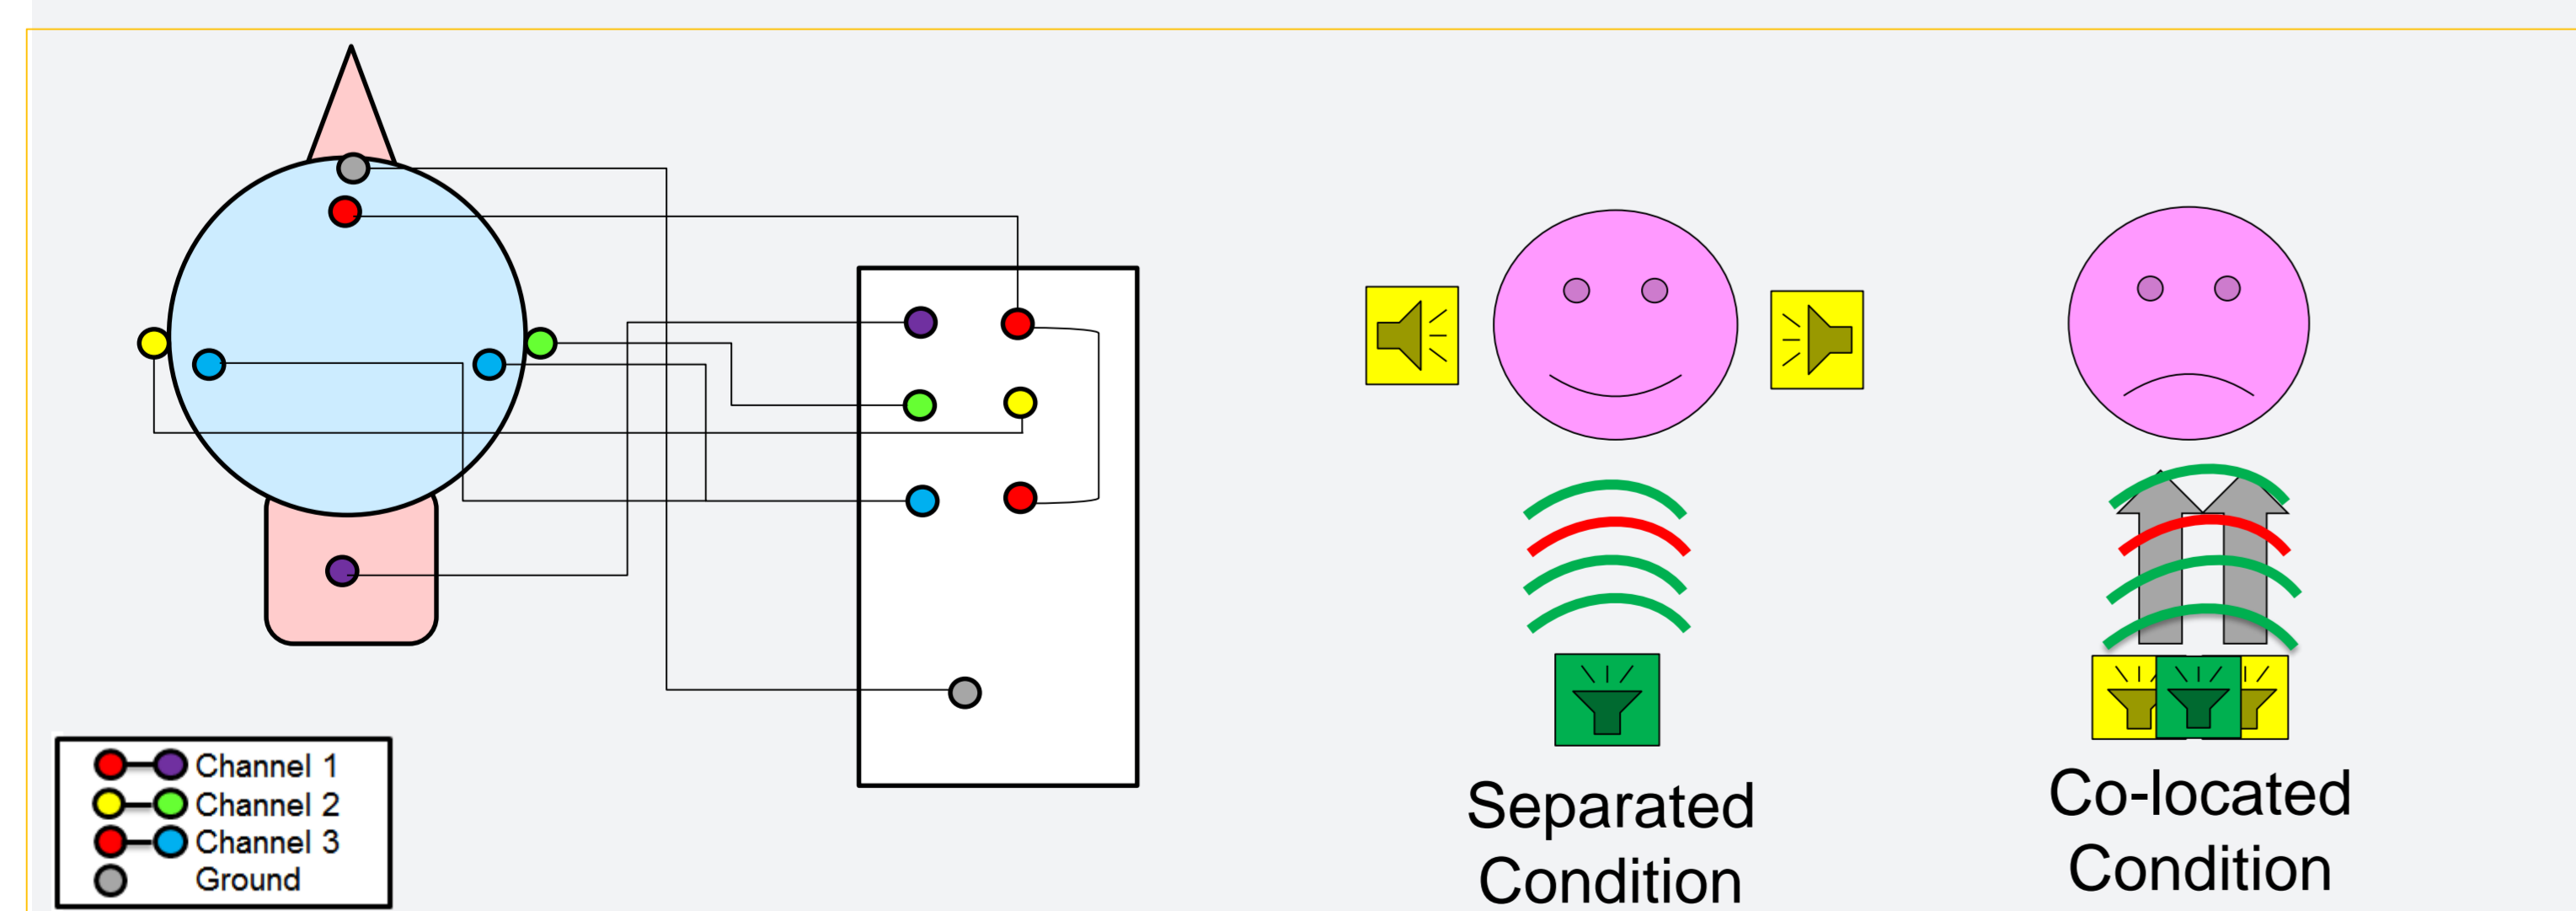 Channel 1
Channel 2
Channel 3
Ground
Separated
Condition
Co-located
Condition